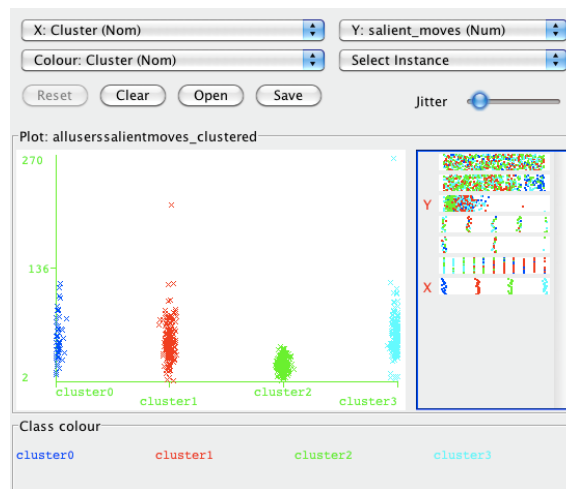 X: Cluster (Nom)
Y: salient_moves (Num)
Colour: Cluster (Nom)
Select Instance
Reset
Clear
Open
Save
Jitter
Plot: alluserssalientmoves_clustered
270
136
2
cluster0
cluster1
cluster2
cluster3
Y
X
Class colour
cluster0
cluster1
cluster2
cluster3